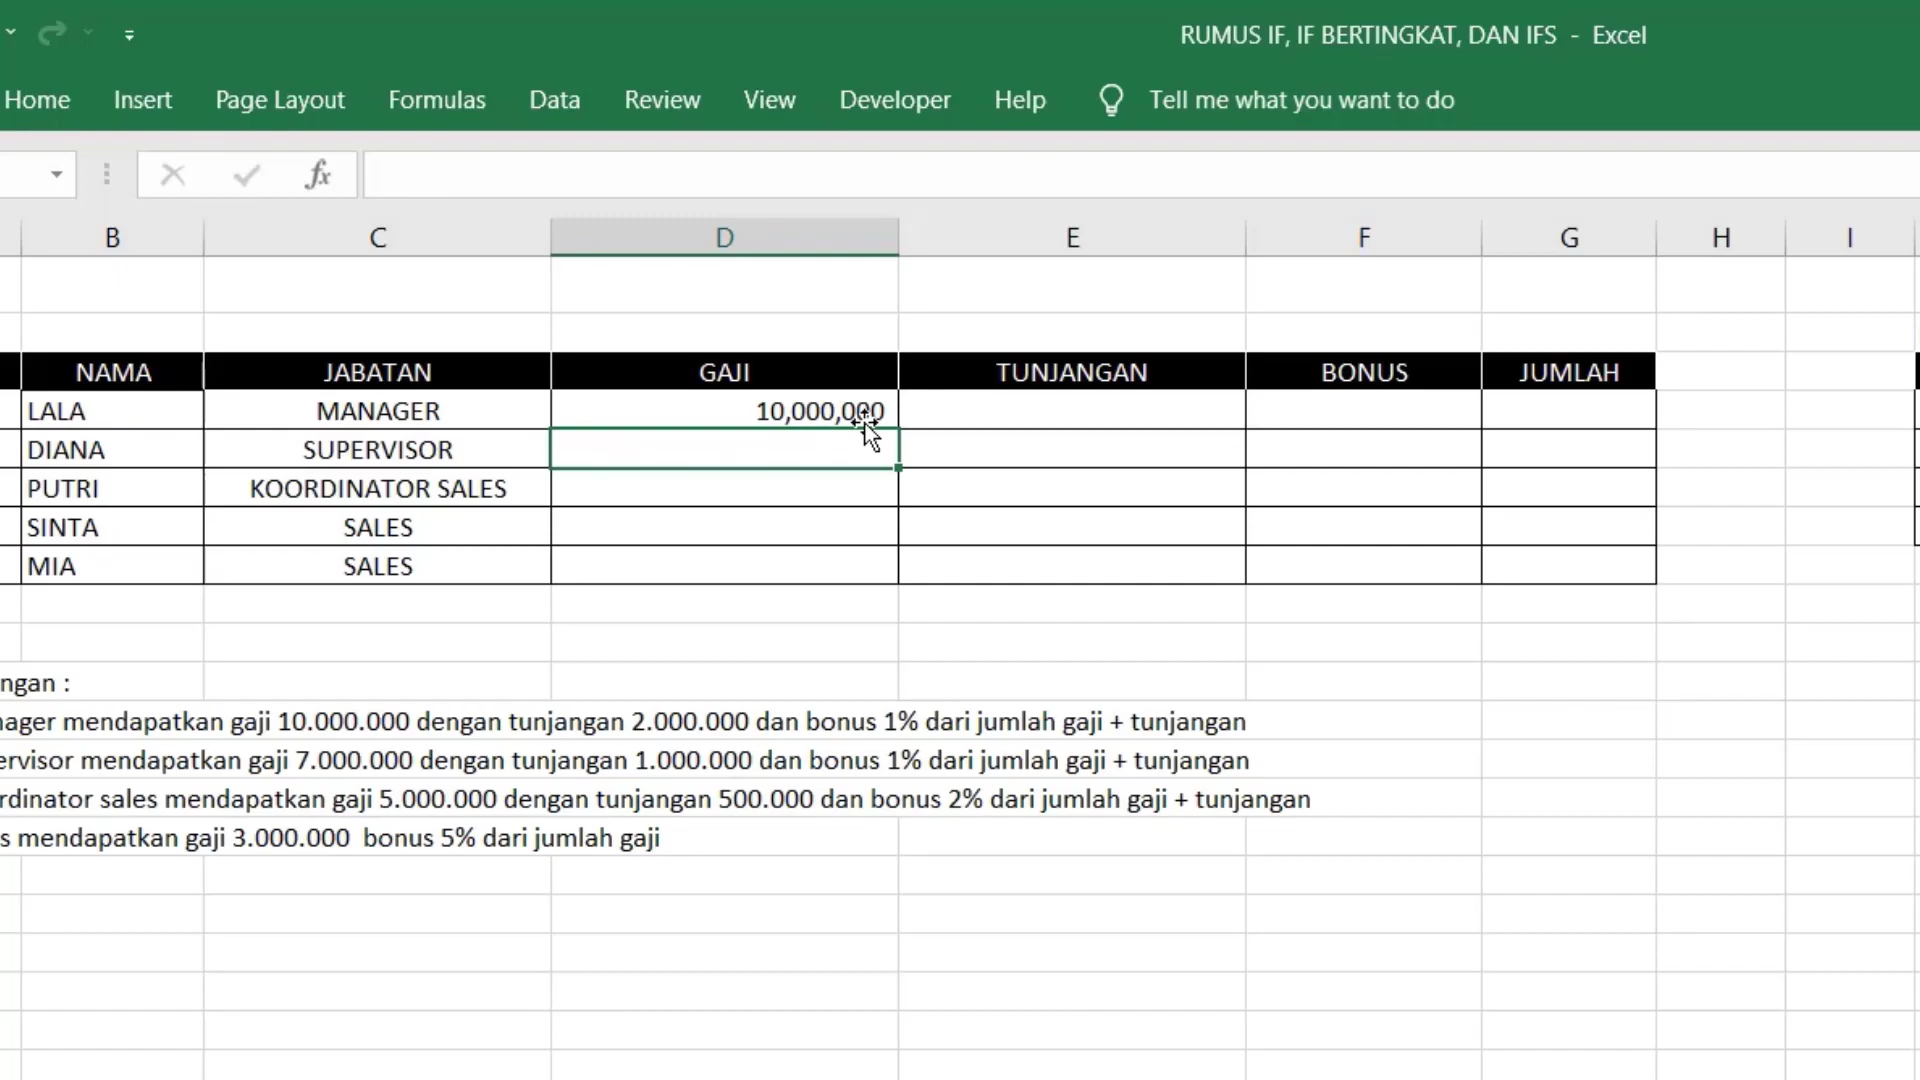 RUMUS IF, IF BERTINGKAT, DAN IFS - Excel
Home Insert Page Layout Formulas Data Review View Developer Help Tell me what you want to do
fx
B C D E F G H I
NAMA JABATAN GAJI TUNJANGAN BONUS JUMLAH
LALA MANAGER 10,000,000
DIANA SUPERVISOR
PUTRI KOORDINATOR SALES
SINTA SALES
MIA SALES
ngan :
nager mendapatkan gaji 10.000.000 dengan tunjangan 2.000.000 dan bonus 1% dari jumlah gaji + tunjangan
ervisor mendapatkan gaji 7.000.000 dengan tunjangan 1.000.000 dan bonus 1% dari jumlah gaji + tunjangan
rdinator sales mendapatkan gaji 5.000.000 dengan tunjangan 500.000 dan bonus 2% dari jumlah gaji + tunjangan
s mendapatkan gaji 3.000.000 bonus 5% dari jumlah gaji